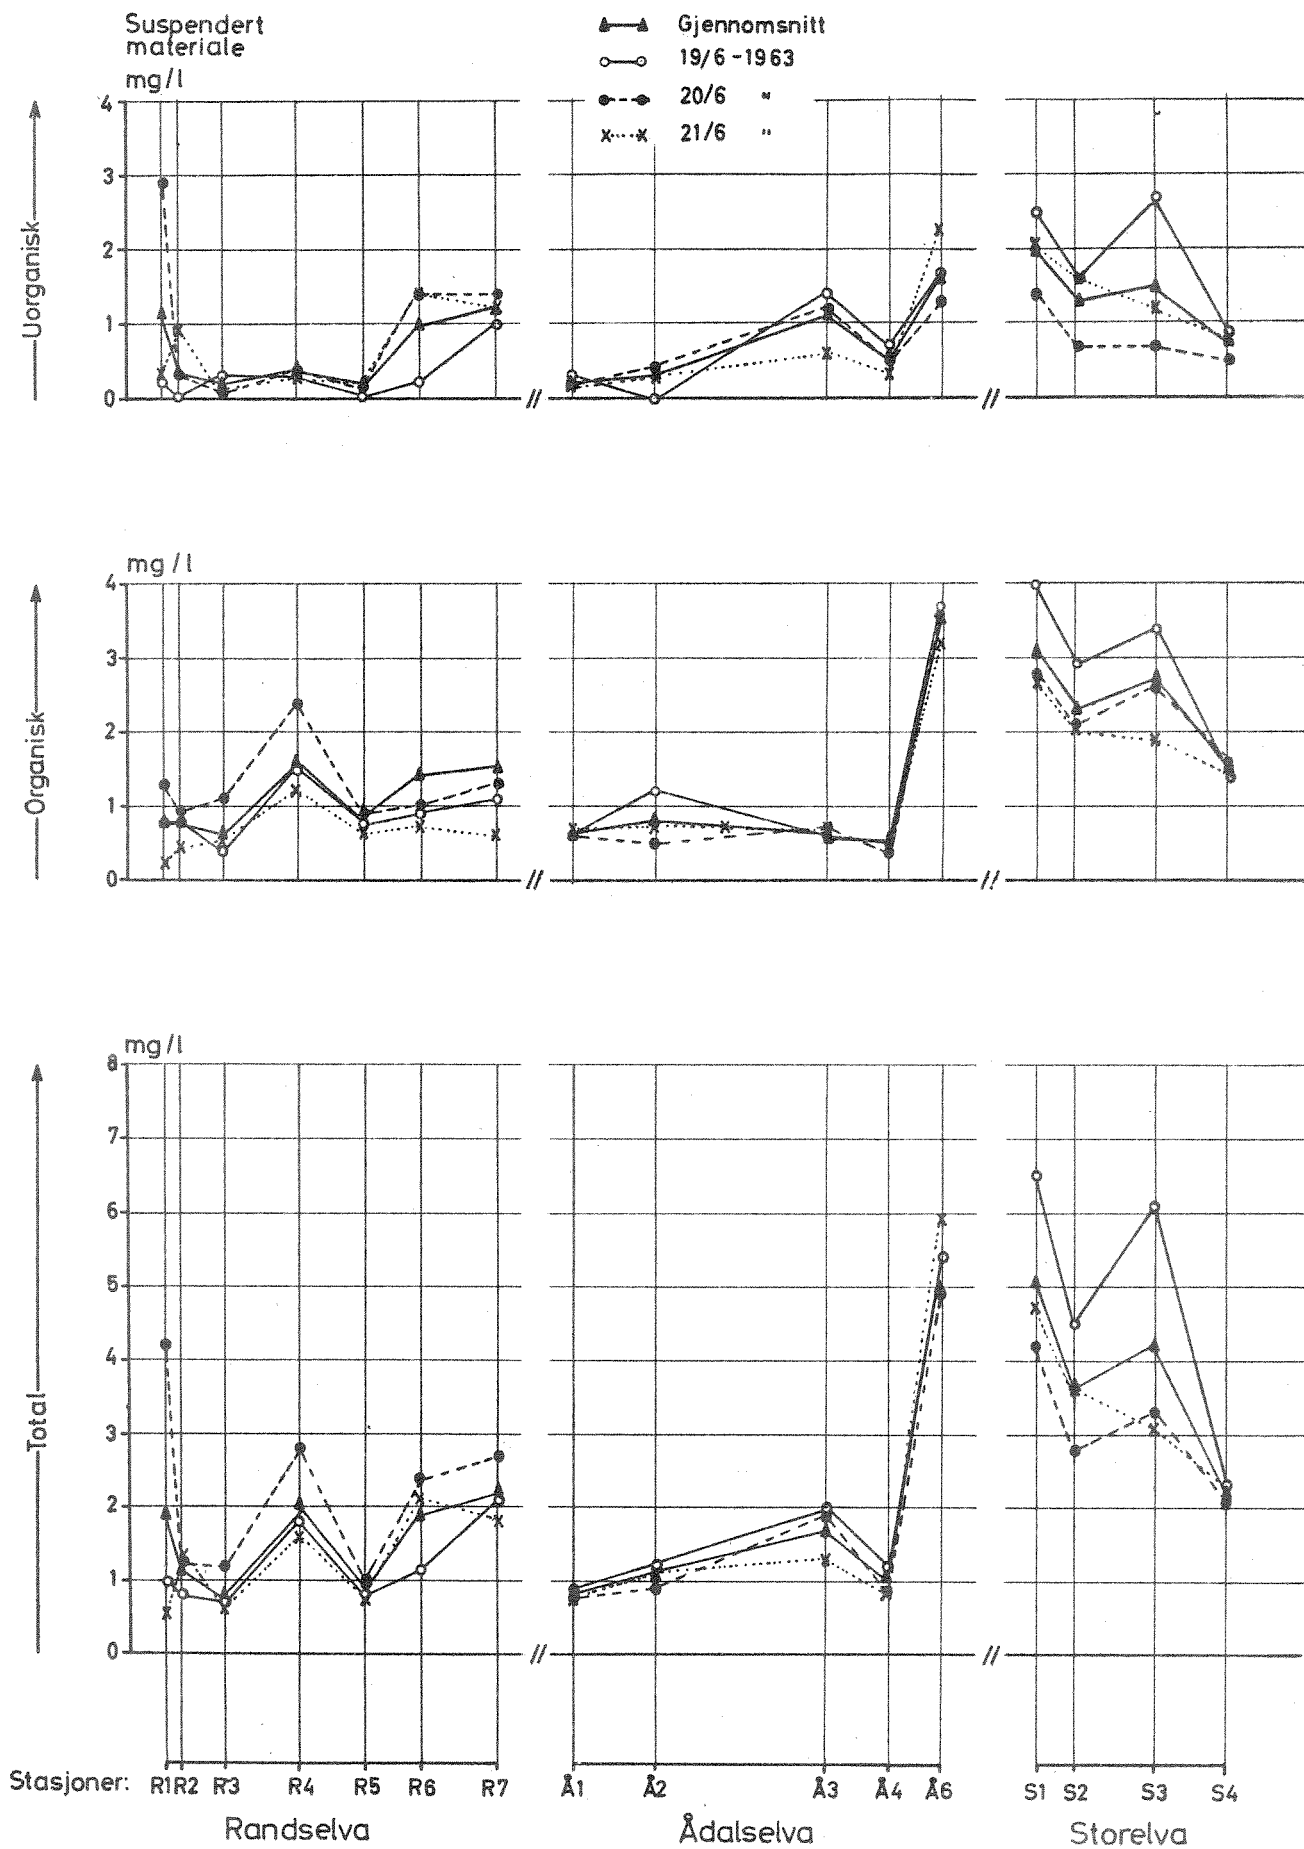 Suspendert
materiale
mg/l
Gjennomsnitt
19/6 -1963
20/6 "
21/6 "
4
3
2
1
0
Uorganisk
//
//
mg/l
4
3
2
1
0
Organisk
//
//
mg/l
8
7
6
5
4
3
2
1
0
Total
//
//
Stasjoner: R1 R2 R3 R4 R5 R6 R7 Å1 Å2 Å3 Å4 Å6 S1 S2 S3 S4
Randselva Ådalselva Storelva